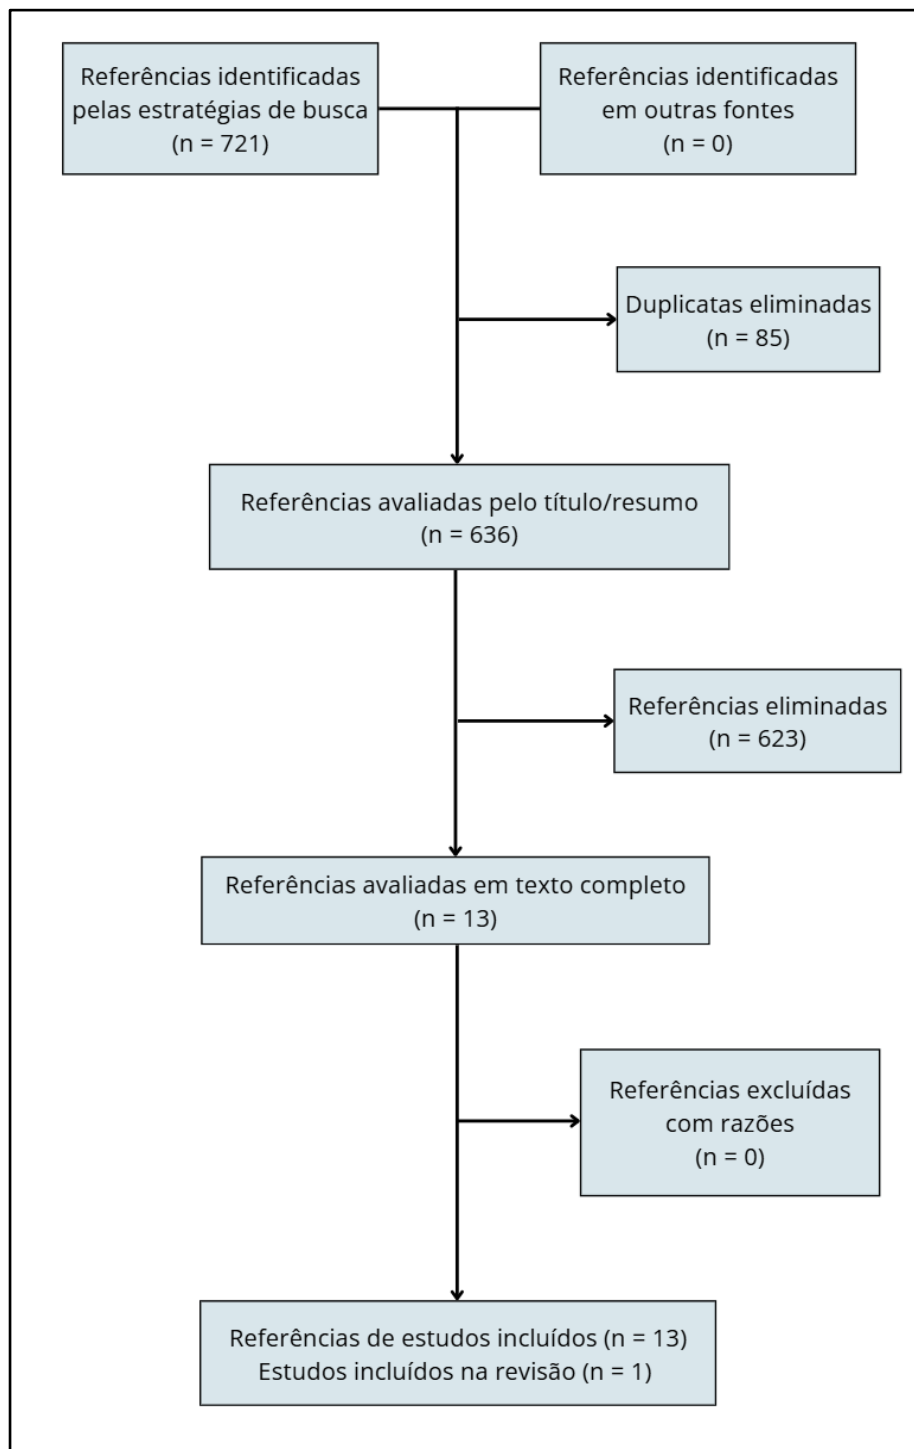 Referências identificadas
pelas estratégias de busca
(n = 721)
Referências identificadas
em outras fontes
(n = 0)
Duplicatas eliminadas
(n = 85)
Referências avaliadas pelo título/resumo
(n = 636)
Referências eliminadas
(n = 623)
Referências avaliadas em texto completo
(n = 13)
Referências excluídas
com razões
(n = 0)
Referências de estudos incluídos (n = 13)
Estudos incluídos na revisão (n = 1)